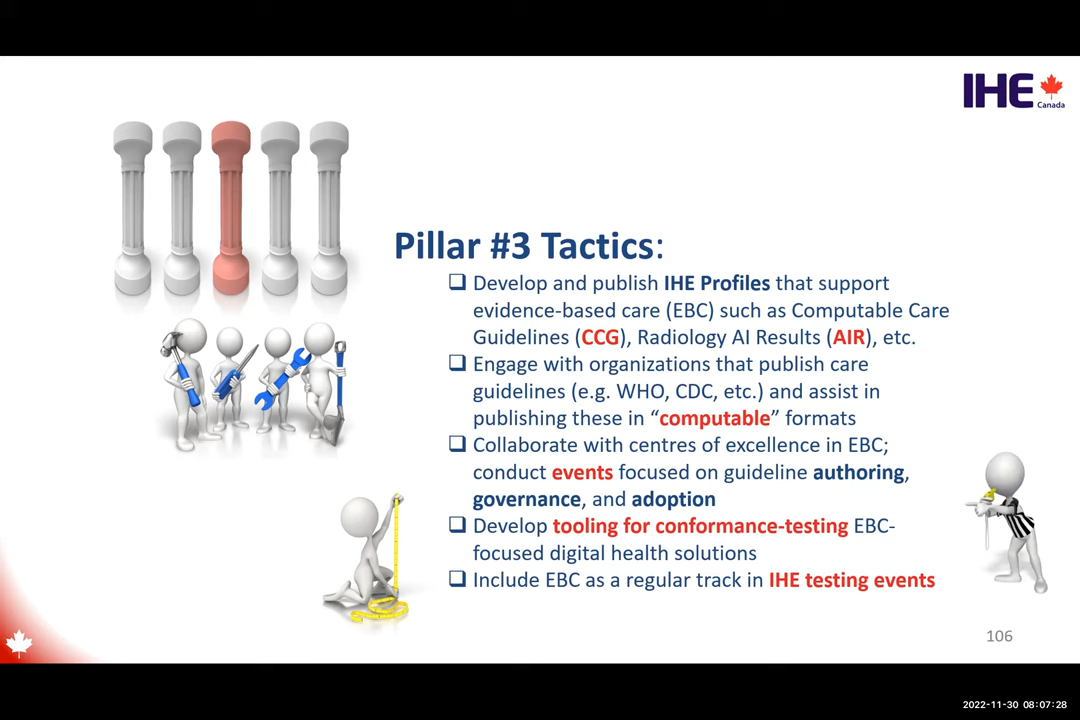 IHE
Canada
Pillar #3 Tactics:
❑ Develop and publish IHE Profiles that support
evidence-based care (EBC) such as Computable Care
Guidelines (CCG), Radiology AI Results (AIR), etc.
❑ Engage with organizations that publish care
guidelines (e.g. WHO, CDC, etc.) and assist in
publishing these in “computable” formats
❑ Collaborate with centres of excellence in EBC;
conduct events focused on guideline authoring,
governance, and adoption
❑ Develop tooling for conformance-testing EBC-
focused digital health solutions
❑ Include EBC as a regular track in IHE testing events
106
2022-11-30 08:07:28